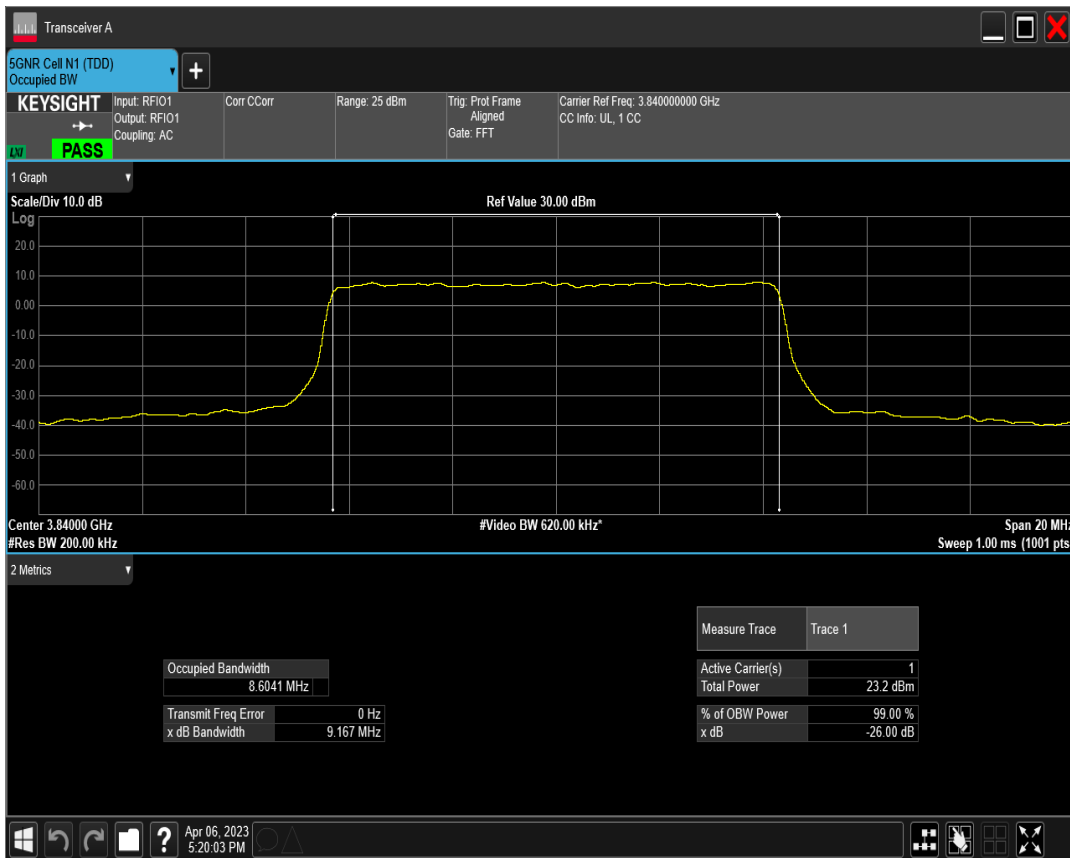 Transceiver A
5GNR Cell N1 (TDD)
Occupied BW
+
KEYSIGHT
LXI
PASS
Input: RFIO1
Output: RFIO1
Coupling: AC
Corr CCorr
Range: 25 dBm
Trig: Prot Frame
Aligned
Gate: FFT
Carrier Ref Freq: 3.840000000 GHz
CC Info: UL, 1 CC
1 Graph
Scale/Div 10.0 dB
Ref Value 30.00 dBm
Log
20.0
10.0
0.00
-10.0
-20.0
-30.0
-40.0
-50.0
-60.0
Center 3.84000 GHz
#Video BW 620.00 kHz*
Span 20 MHz
#Res BW 200.00 kHz
Sweep 1.00 ms (1001 pts
2 Metrics
Measure Trace Trace 1
Occupied Bandwidth
8.6041 MHz
Active Carrier(s) 1
Total Power 23.2 dBm
Transmit Freq Error 0 Hz
x dB Bandwidth 9.167 MHz
% of OBW Power 99.00 %
x dB -26.00 dB
?
Apr 06, 2023
5:20:03 PM